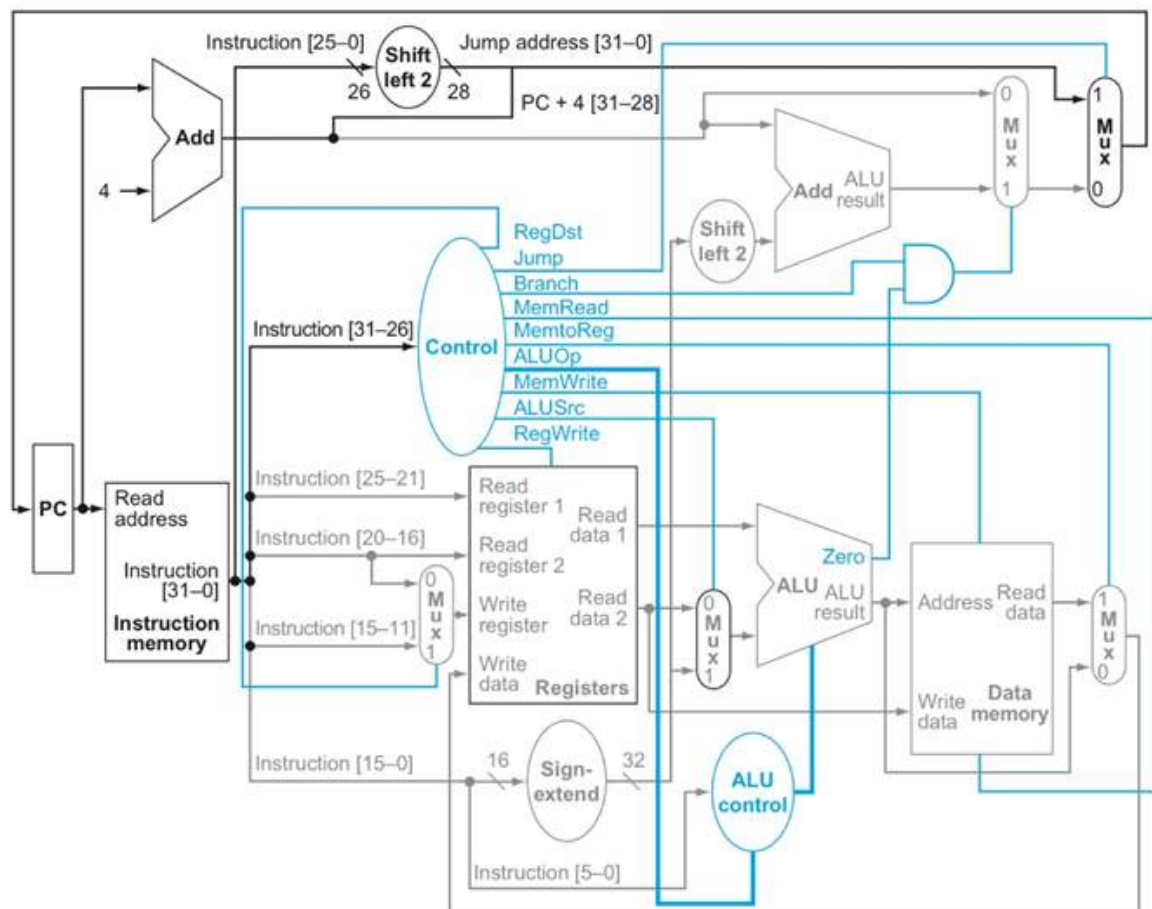 Instruction [25–0]
Shift
left 2
Jump address [31–0]
26
28
PC + 4 [31–28]
Add
4
0
M
u
x
1
1
M
u
x
0
Add
ALU
result
Shift
left 2
RegDst
Jump
Branch
MemRead
MemtoReg
ALUOp
MemWrite
ALUSrc
RegWrite
Instruction [31–26]
Control
PC
Read
address
Instruction
[31–0]
Instruction
memory
Instruction [25–21]
Instruction [20–16]
Instruction [15–11]
0
M
u
x
1
Read
register 1
Read
register 2
Write
register
Write
data
Read
data 1
Read
data 2
Registers
0
M
u
x
1
Zero
ALU
ALU
result
Address
Read
data
Write
data
Data
memory
1
M
u
x
0
Instruction [15–0]
16
Sign-
extend
32
ALU
control
Instruction [5–0]